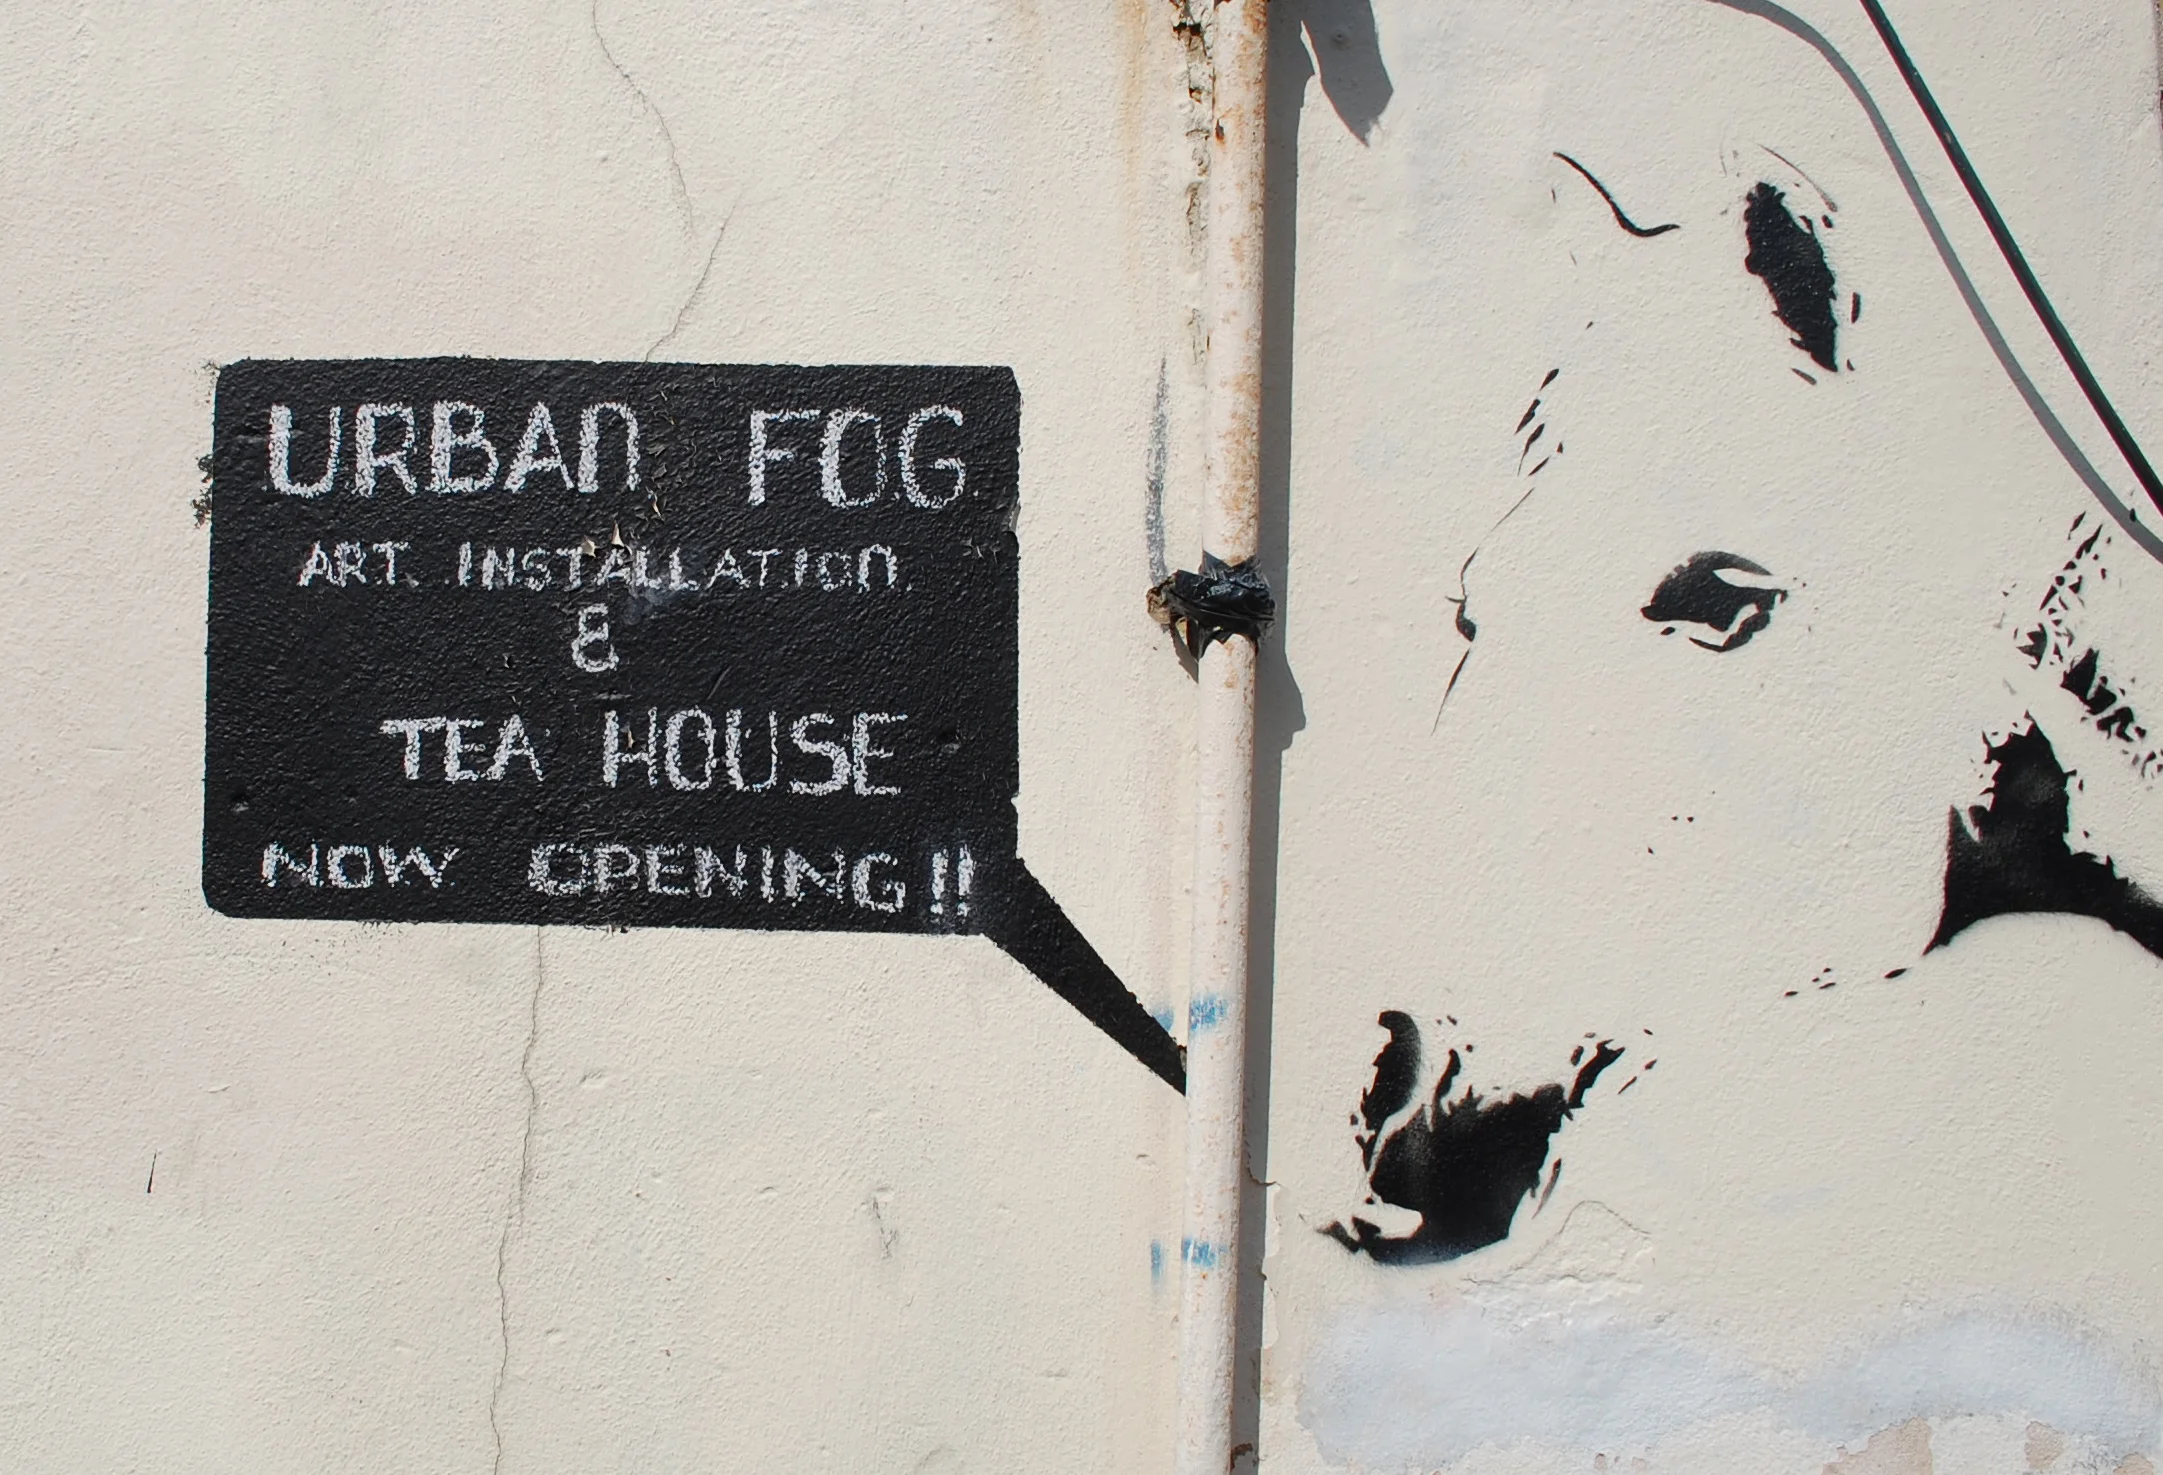 URBAN FOG
ART INSTALLATION
&
TEA HOUSE
NOW OPENING!!